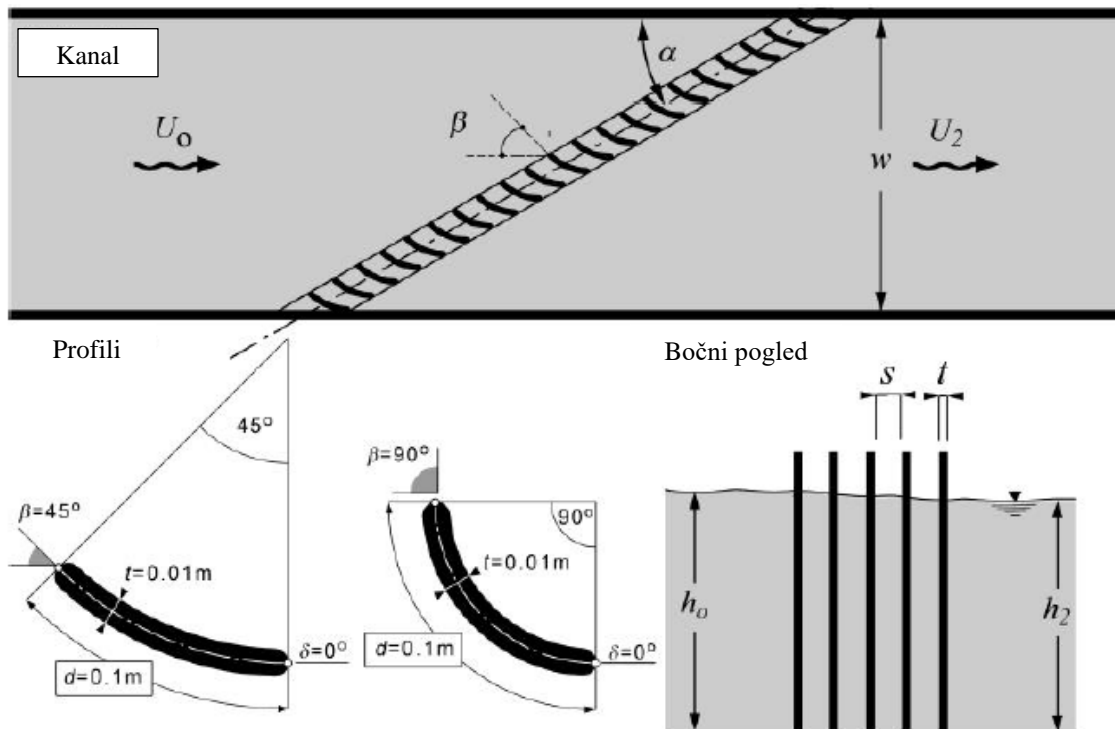 Kanal
α
β
U₀
U₂
w
Profili
Bočni pogled
45°
β=45°
t=0.01m
d=0.1m
δ=0°
β=90°
90°
t=0.01m
d=0.1m
δ=0°
s
t
h₀
h₂